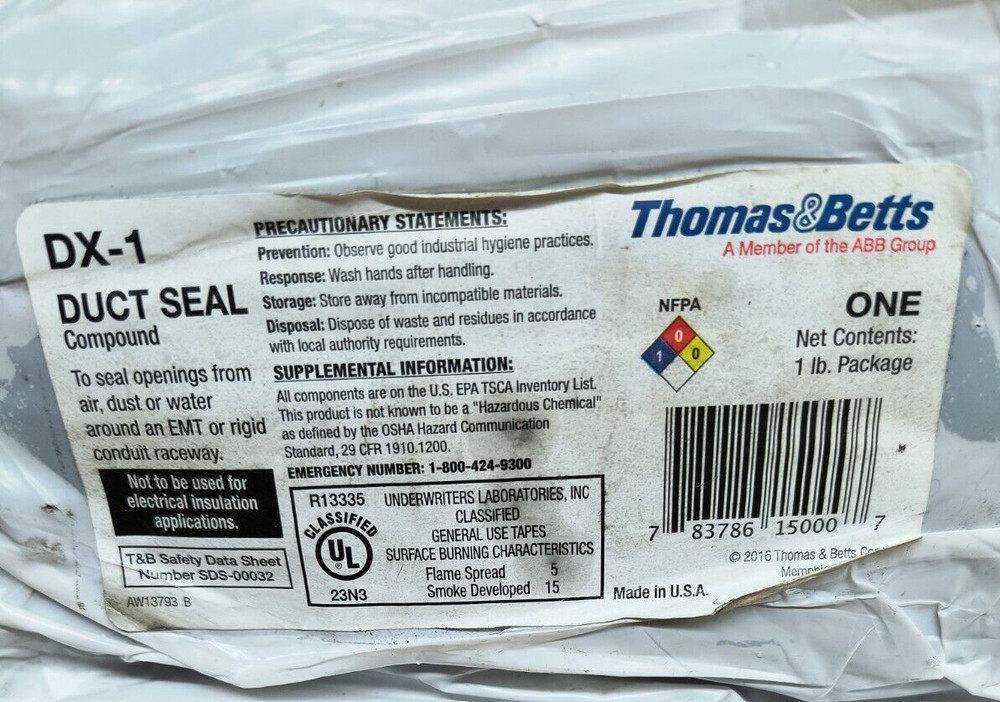 DX-1
DUCT SEAL
Compound
To seal openings from
air, dust or water
around an EMT or rigid
conduit raceway.
Not to be used for
electrical insulation
applications.
T&B Safety Data Sheet
Number SDS-00032
AW13793 B
PRECAUTIONARY STATEMENTS:
Prevention: Observe good industrial hygiene practices.
Response: Wash hands after handling.
Storage: Store away from incompatible materials.
Disposal: Dispose of waste and residues in accordance
with local authority requirements.
SUPPLEMENTAL INFORMATION:
All components are on the U.S. EPA TSCA Inventory List.
This product is not known to be a "Hazardous Chemical"
as defined by the OSHA Hazard Communication
Standard, 29 CFR 1910.1200.
EMERGENCY NUMBER: 1-800-424-9300
R13335
CLASSIFIED
UL
®
23N3
UNDERWRITERS LABORATORIES, INC
CLASSIFIED
GENERAL USE TAPES
SURFACE BURNING CHARACTERISTICS
Flame Spread 5
Smoke Developed 15
Thomas&Betts
A Member of the ABB Group
NFPA
0
1 0
ONE
Net Contents:
1 lb. Package
7 83786 15000 7
© 2016 Thomas & Betts
Made in U.S.A.